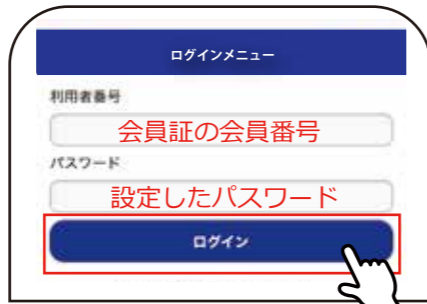 ログインメニュー
利用者番号
会員証の会員番号
パスワード
設定したパスワード
ログイン